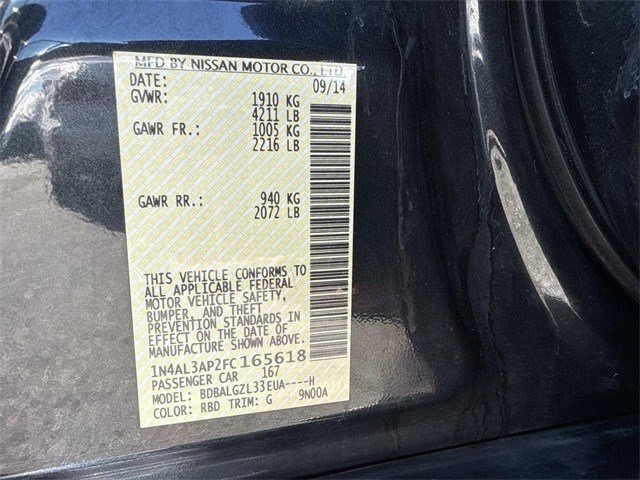 MFD BY NISSAN MOTOR CO., LTD.
DATE: 09/14
GVWR: 1910 KG
4211 LB
GAWR FR.: 1005 KG
2216 LB
GAWR RR.: 940 KG
2072 LB
THIS VEHICLE CONFORMS TO
ALL APPLICABLE FEDERAL
MOTOR VEHICLE SAFETY,
BUMPER, AND THEFT
PREVENTION STANDARDS IN
EFFECT ON THE DATE OF
MANUFACTURE SHOWN ABOVE.
1N4AL3AP2FC165618
PASSENGER CAR 167
MODEL: BDBALGZL33EUA----H
COLOR: RBD TRIM: G 9N00A